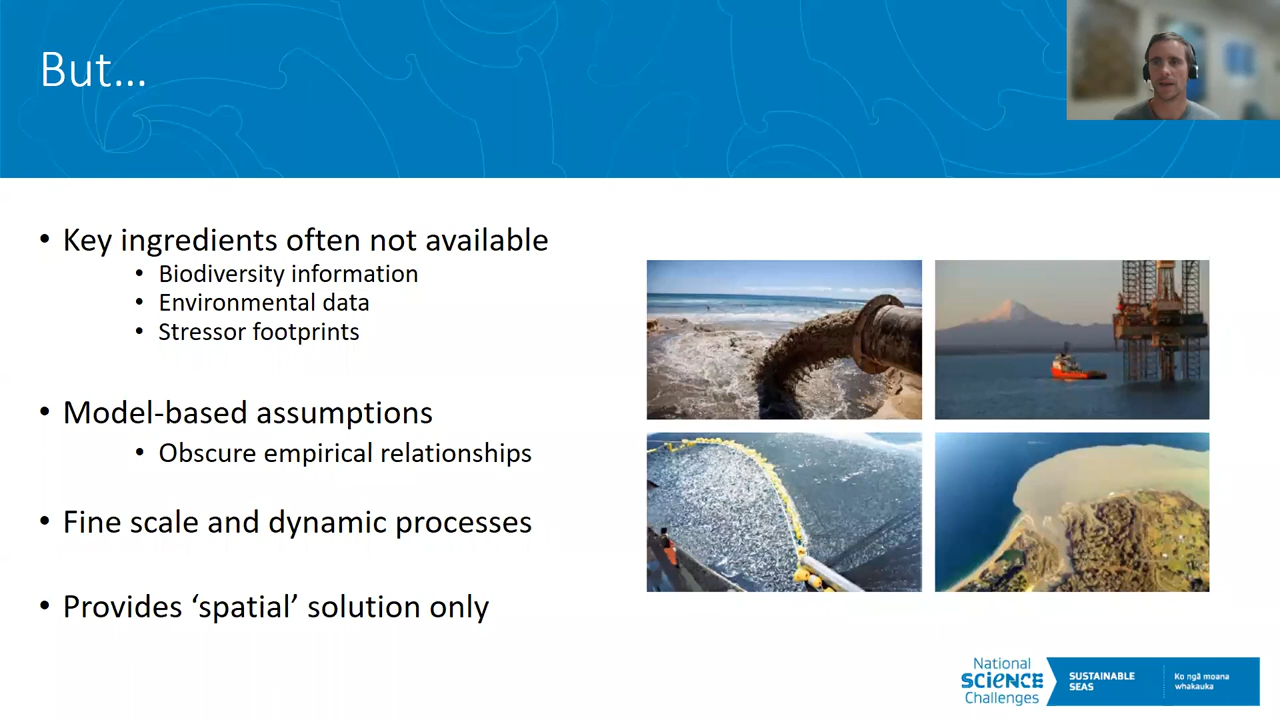 But...
• Key ingredients often not available
• Biodiversity information
• Environmental data
• Stressor footprints
• Model-based assumptions
• Obscure empirical relationships
• Fine scale and dynamic processes
• Provides ‘spatial’ solution only
National
SCIENCE
Challenges
SUSTAINABLE
SEAS
Ko ngā moana
whakauka